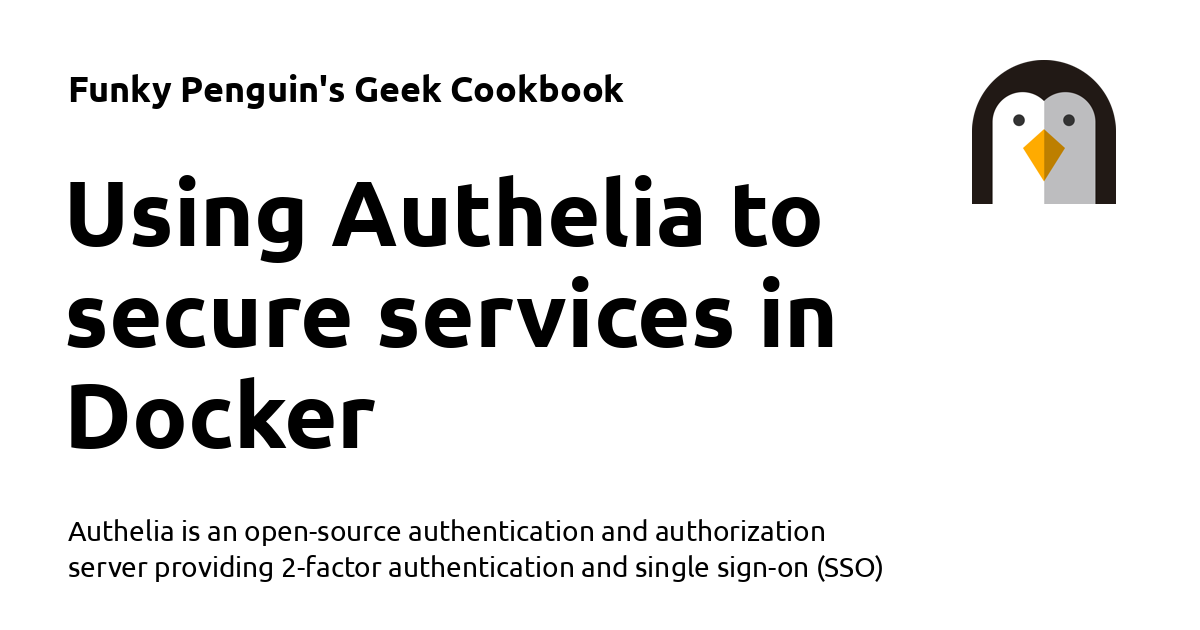 Funky Penguin's Geek Cookbook
Using Authelia to
secure services in
Docker
Authelia is an open-source authentication and authorization
server providing 2-factor authentication and single sign-on (SSO)